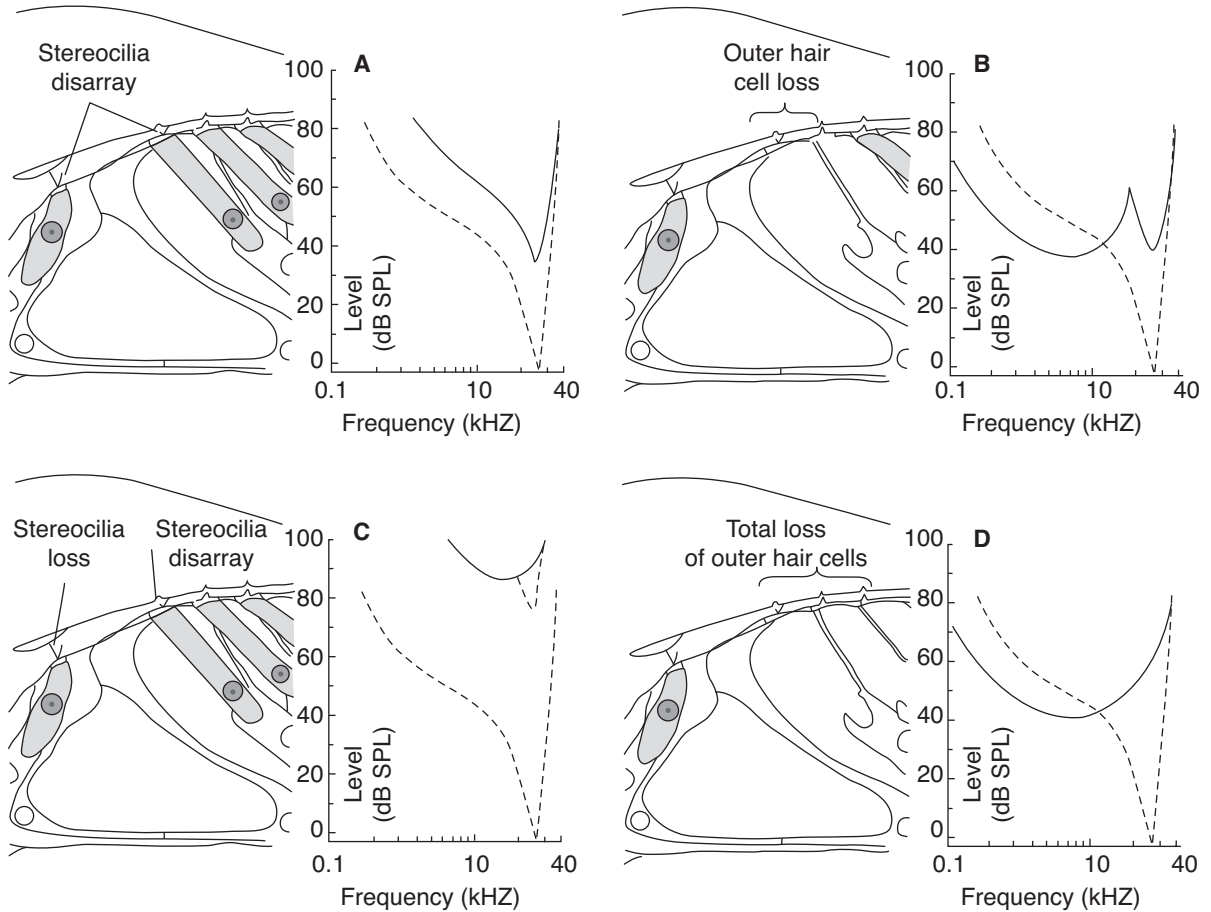 Stereocilia
disarray
A
100
80
60
40
20
0
Level
(dB SPL)
0.1
10
40
Frequency (kHZ)
Outer hair
cell loss
B
100
80
60
40
20
0
Level
(dB SPL)
0.1
10
40
Frequency (kHZ)
Stereocilia
loss
Stereocilia
disarray
C
100
80
60
40
20
0
Level
(dB SPL)
0.1
10
40
Frequency (kHZ)
Total loss
of outer hair cells
D
100
80
60
40
20
0
Level
(dB SPL)
0.1
10
40
Frequency (kHZ)